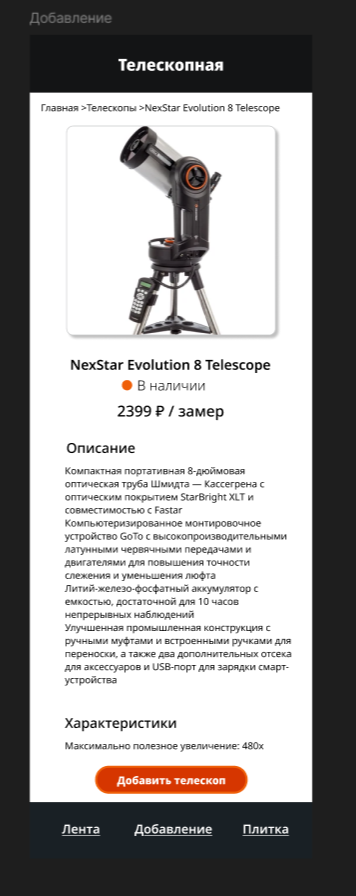 Добавление
Телескопная
Главная >Телескопы >NexStar Evolution 8 Telescope
NexStar Evolution 8 Telescope
В наличии
2399 ₽ / замер
Описание
Компактная портативная 8-дюймовая
оптическая труба Шмидта — Кассегрена с
оптическим покрытием StarBright XLT и
совместимостью с Fastar
Компьютеризированное монтировочное
устройство GoTo с высокопроизводительными
латунными червячными передачами и
двигателями для повышения точности
слежения и уменьшения люфта
Литий-железо-фосфатный аккумулятор с
емкостью, достаточной для 10 часов
непрерывных наблюдений
Улучшенная промышленная конструкция с
ручными муфтами и встроенными ручками для
переноски, а также два дополнительных отсека
для аксессуаров и USB-порт для зарядки смарт-
устройства
Характеристики
Максимально полезное увеличение: 480x
Добавить телескоп
Лента Добавление Плитка